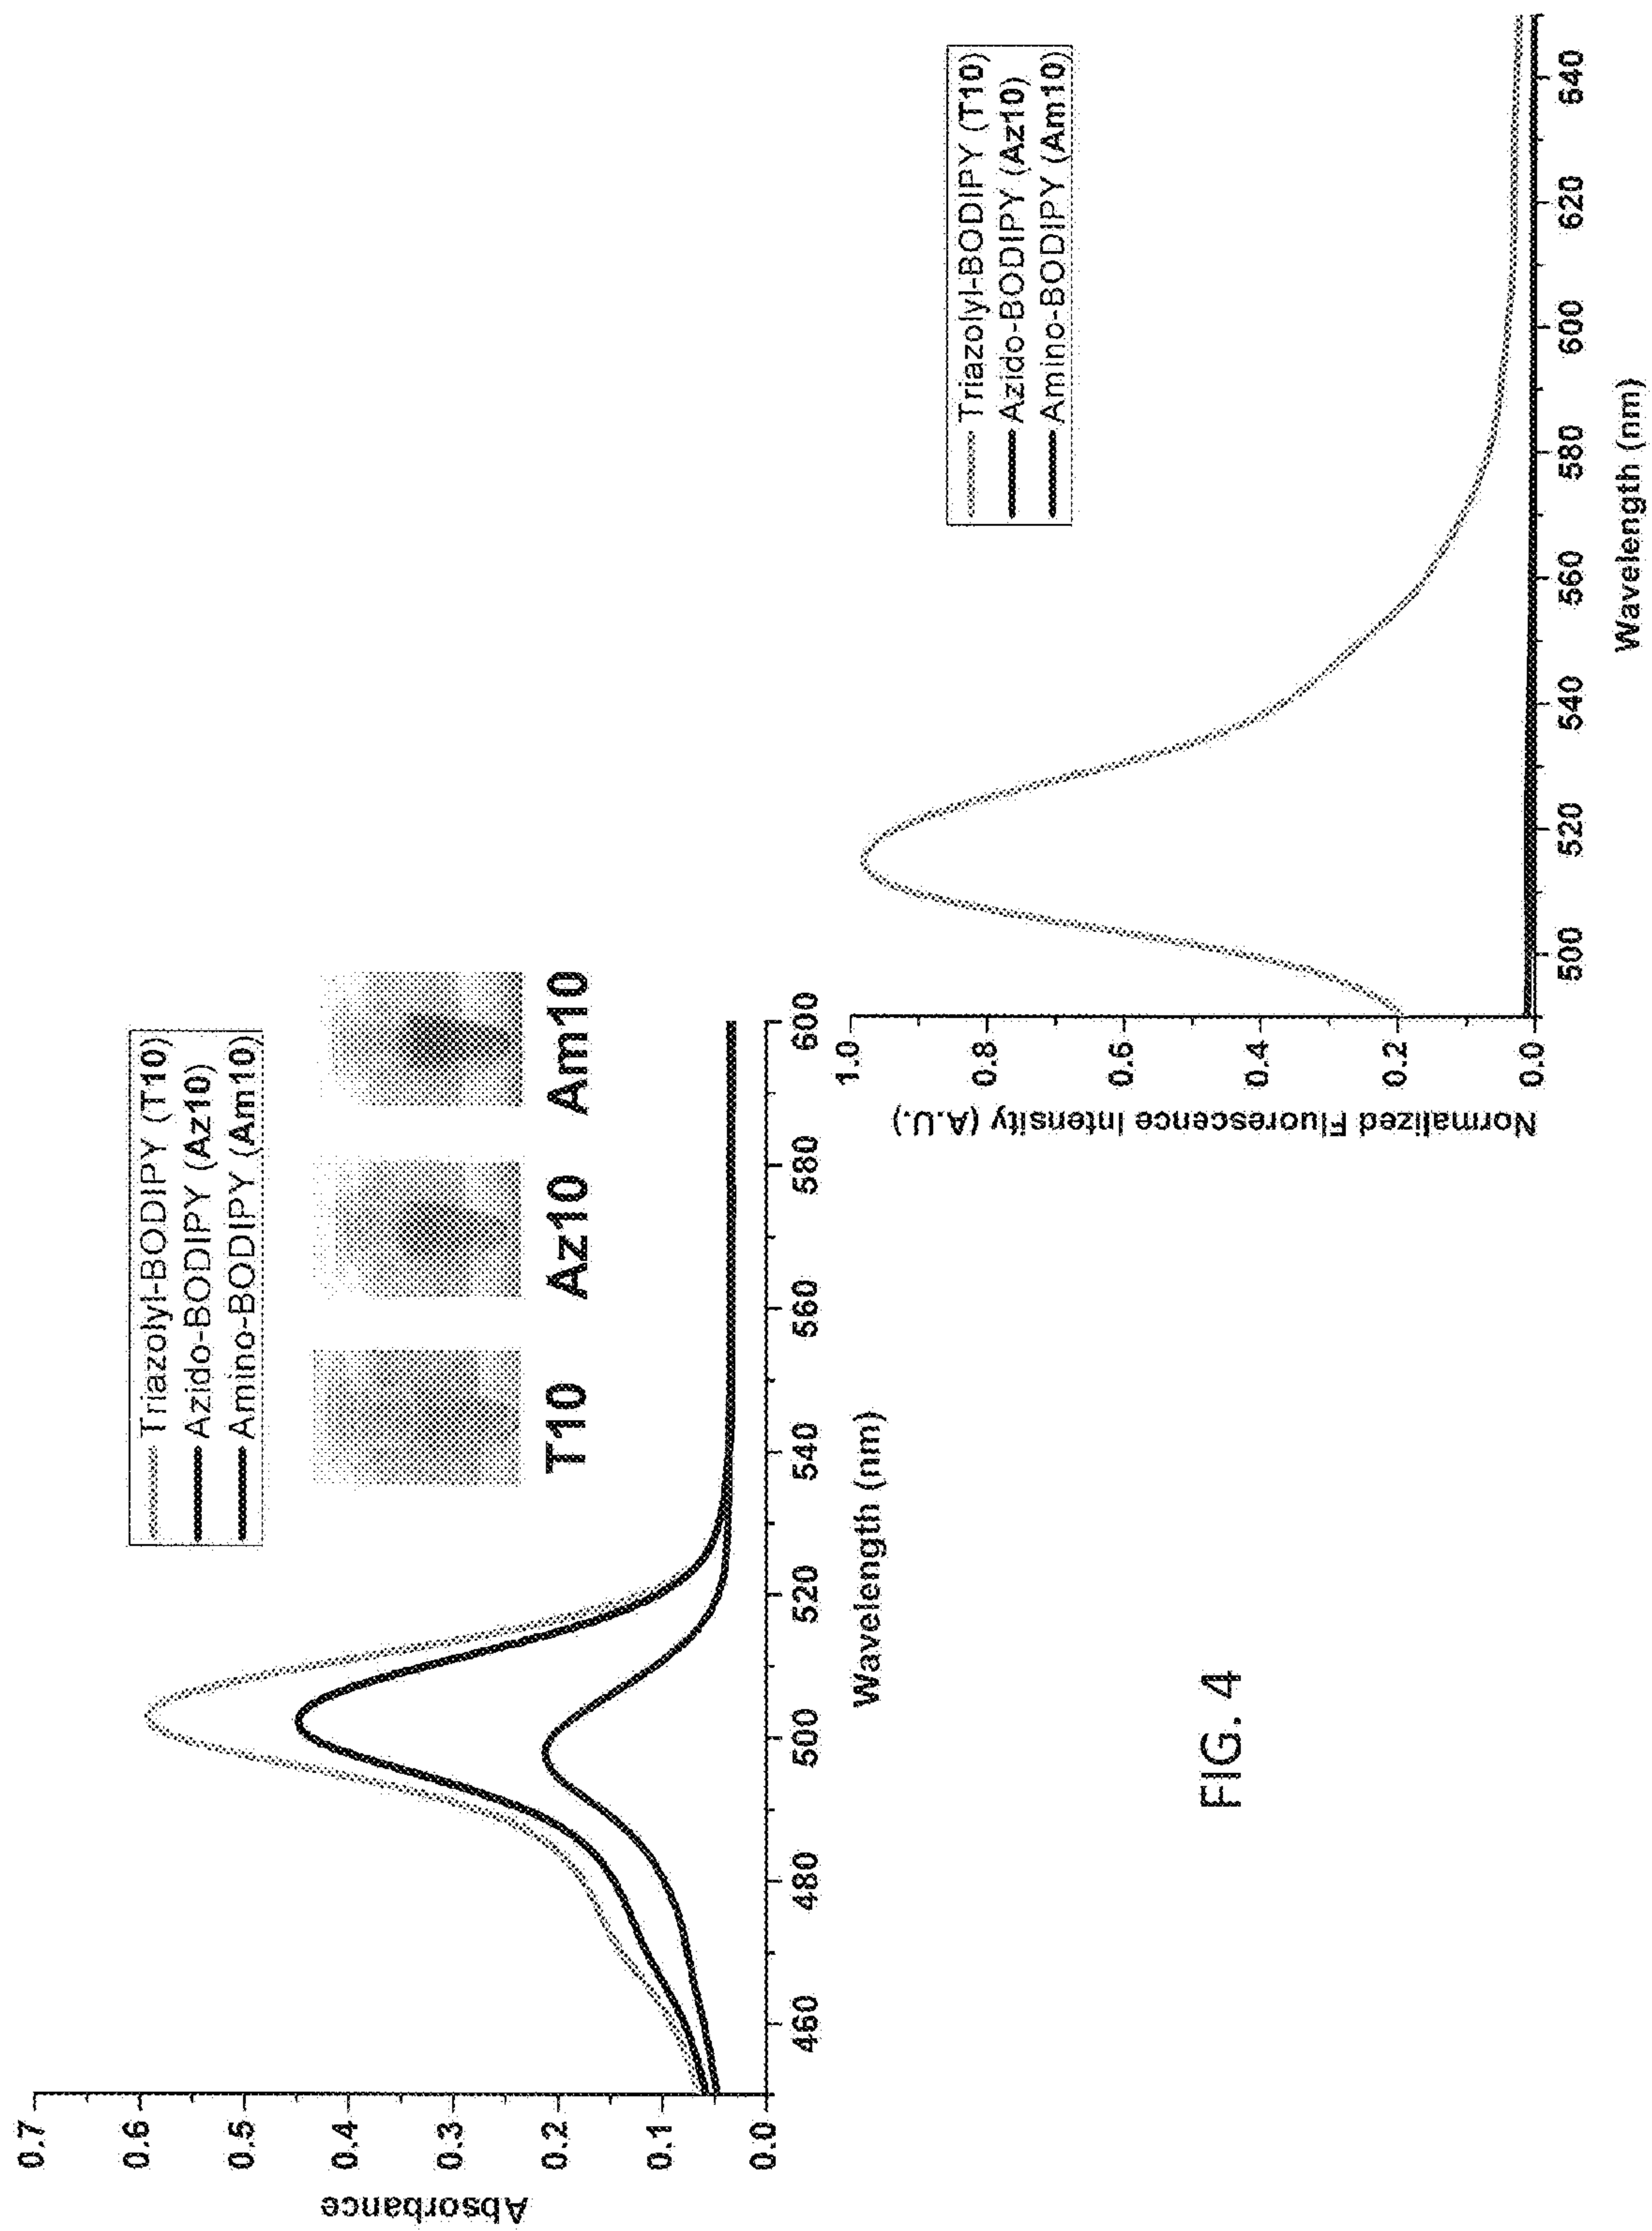 Absorbance
0.7
0.6
0.5
0.4
0.3
0.2
0.1
0.0
460
480
500
520
540
560
580
600
Wavelength (nm)
Triazolyl-BODIPY (T10)
Azido-BODIPY (Az10)
Amino-BODIPY (Am10)
T10 Az10 Am10
Normalized Fluorescence Intensity (A.U.)
1.0
0.8
0.6
0.4
0.2
0.0
500
520
540
560
580
600
620
640
Wavelength (nm)
Triazolyl-BODIPY (T10)
Azido-BODIPY (Az10)
Amino-BODIPY (Am10)
FIG. 4